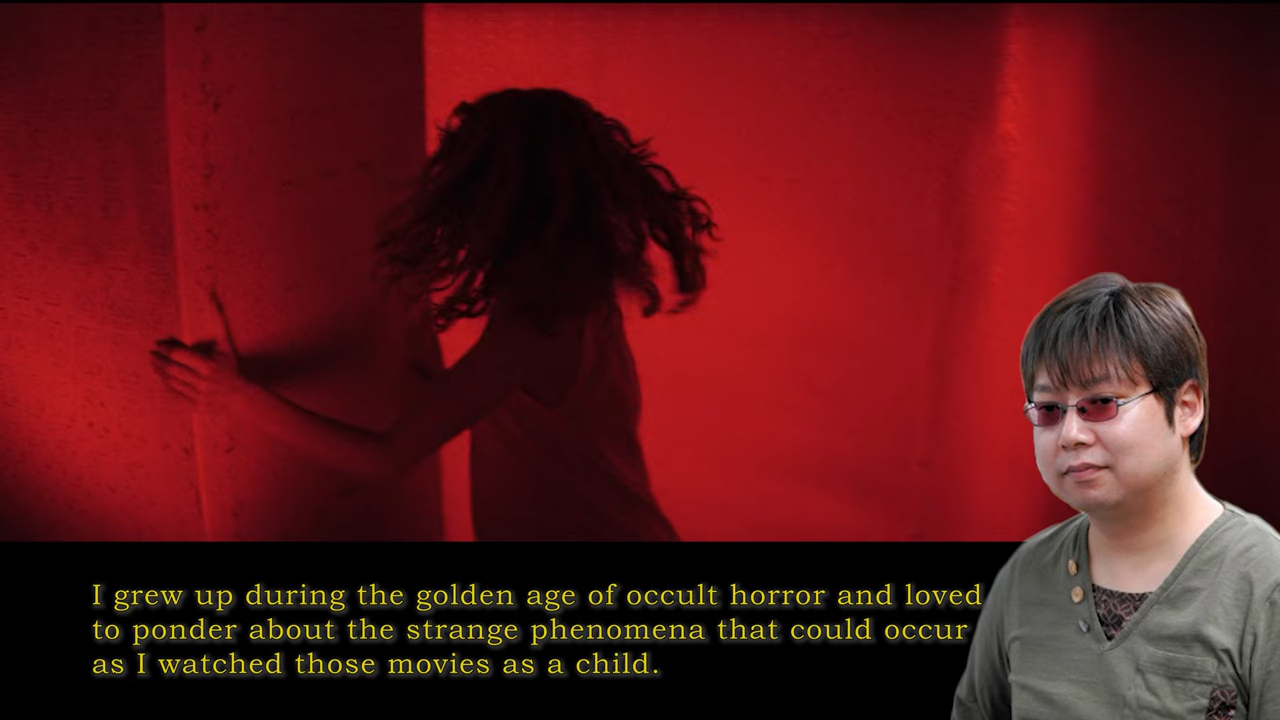 I grew up during the golden age of occult horror and loved
to ponder about the strange phenomena that could occur
as I watched those movies as a child.